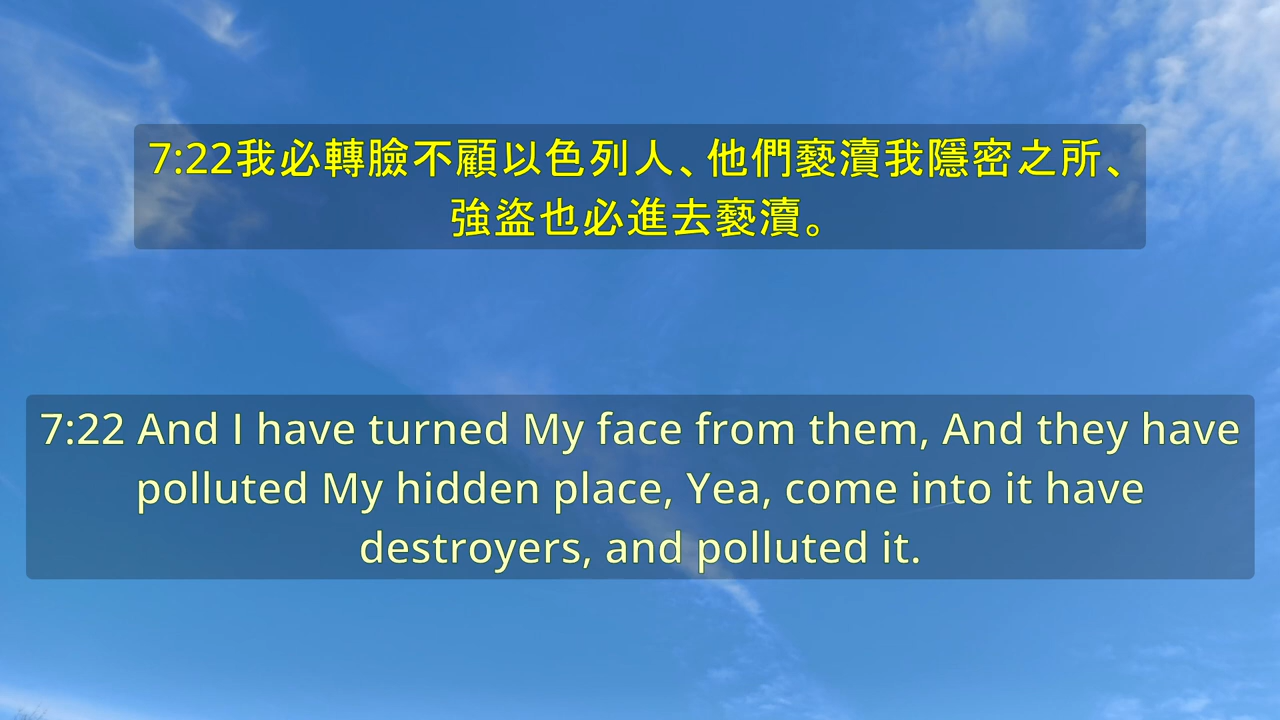 7:22我必轉臉不顧以色列人、他們褻瀆我隱密之所、
強盜也必進去褻瀆。
7:22 And I have turned My face from them, And they have
polluted My hidden place, Yea, come into it have
destroyers, and polluted it.